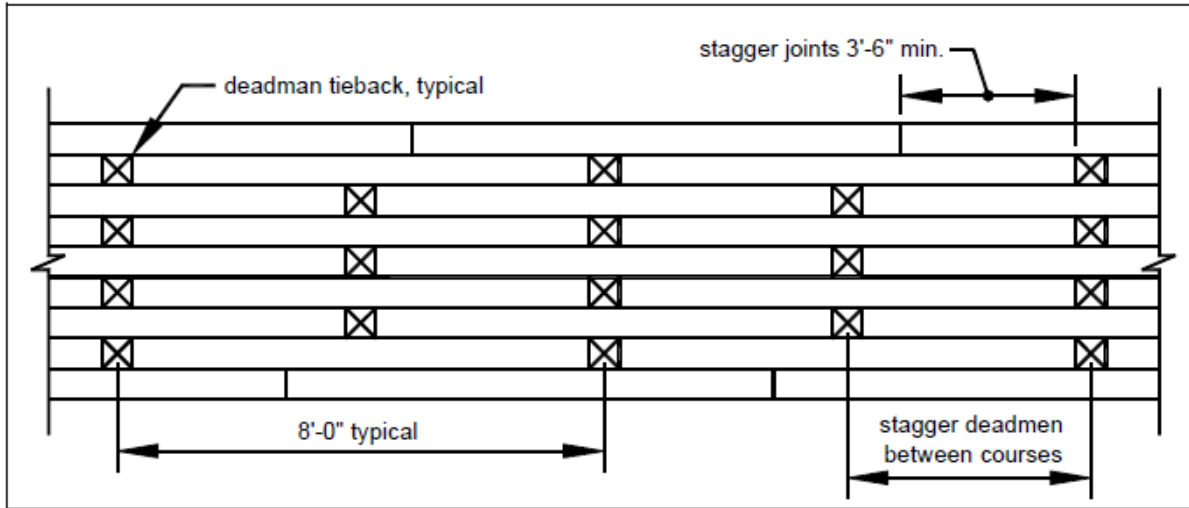 stagger joints 3'-6" min.
deadman tieback, typical
8'-0" typical
stagger deadmen
between courses